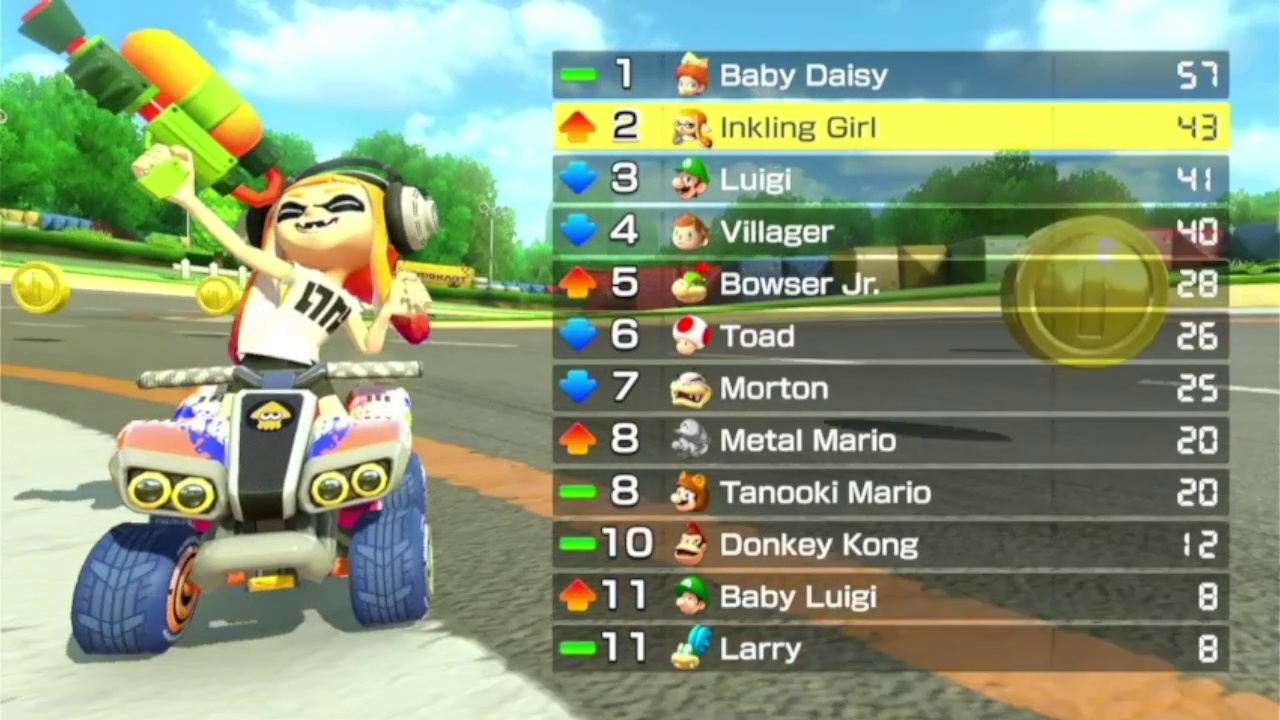 1 Baby Daisy 57
2 Inkling Girl 43
3 Luigi 41
4 Villager 40
5 Bowser Jr. 28
6 Toad 26
7 Morton 25
8 Metal Mario 20
8 Tanooki Mario 20
10 Donkey Kong 12
11 Baby Luigi 8
11 Larry 8